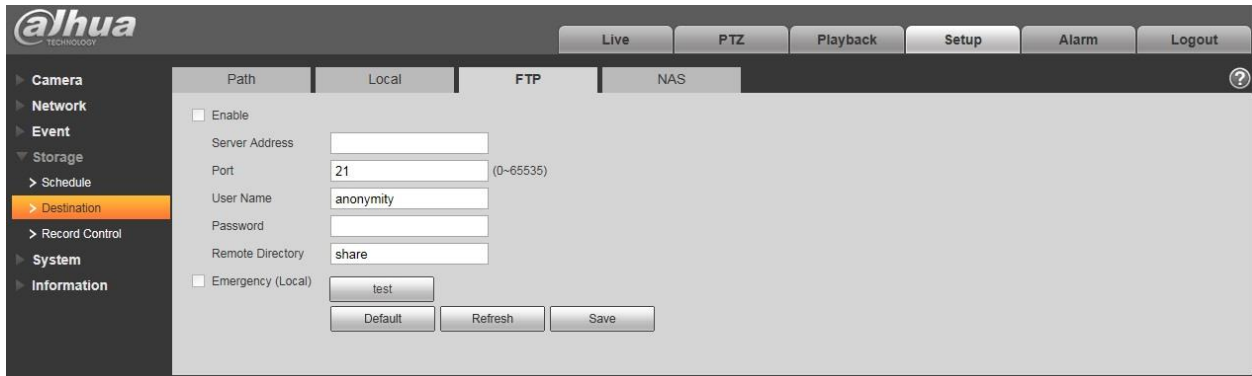 alhua
TECHNOLOGY
Live PTZ Playback Setup Alarm Logout
Camera
Network
Event
Storage
> Schedule
> Destination
> Record Control
System
Information
Path Local FTP NAS
?
Enable
Server Address
Port 21 (0~65535)
User Name anonymity
Password
Remote Directory share
Emergency (Local) test
Default Refresh Save